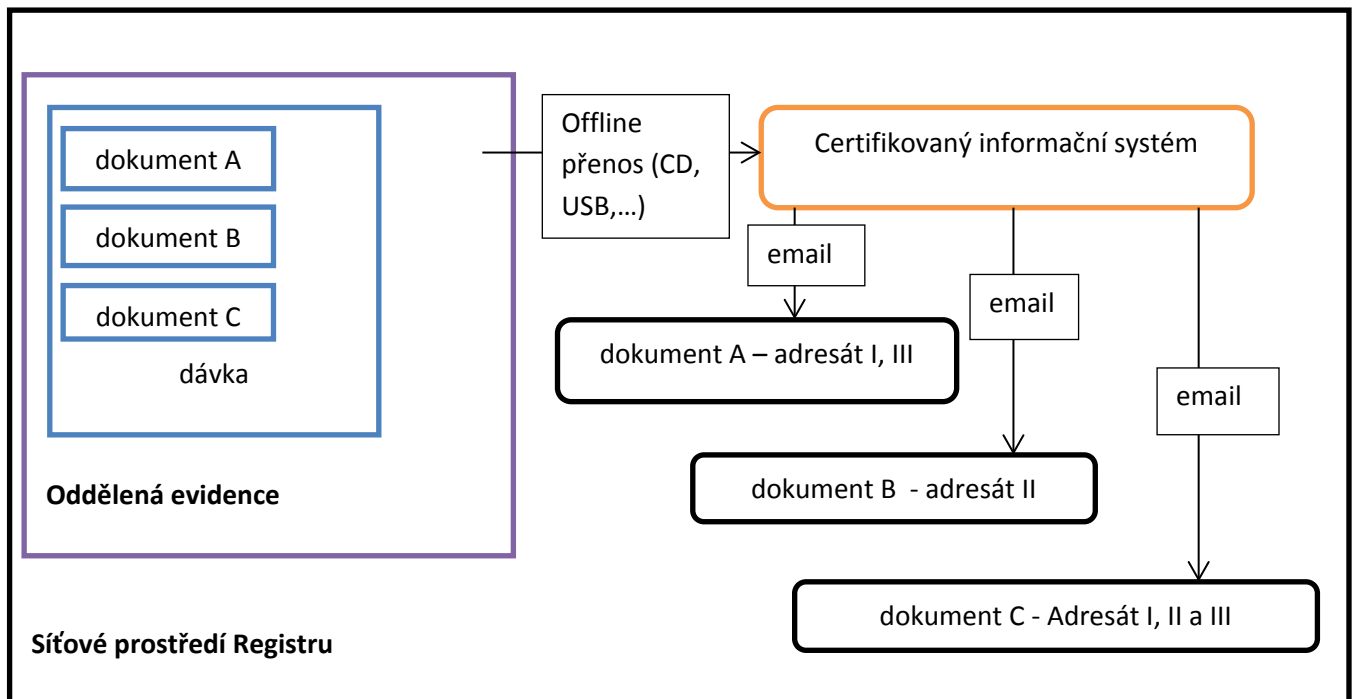 dokument A
dokument B
dokument C
dávka
Oddělená evidence
Síťové prostředí Registru
Offline
přenos (CD,
USB,...)
Certifikovaný informační systém
email
email
email
dokument A – adresát I, III
dokument B - adresát II
dokument C - Adresát I, II a III